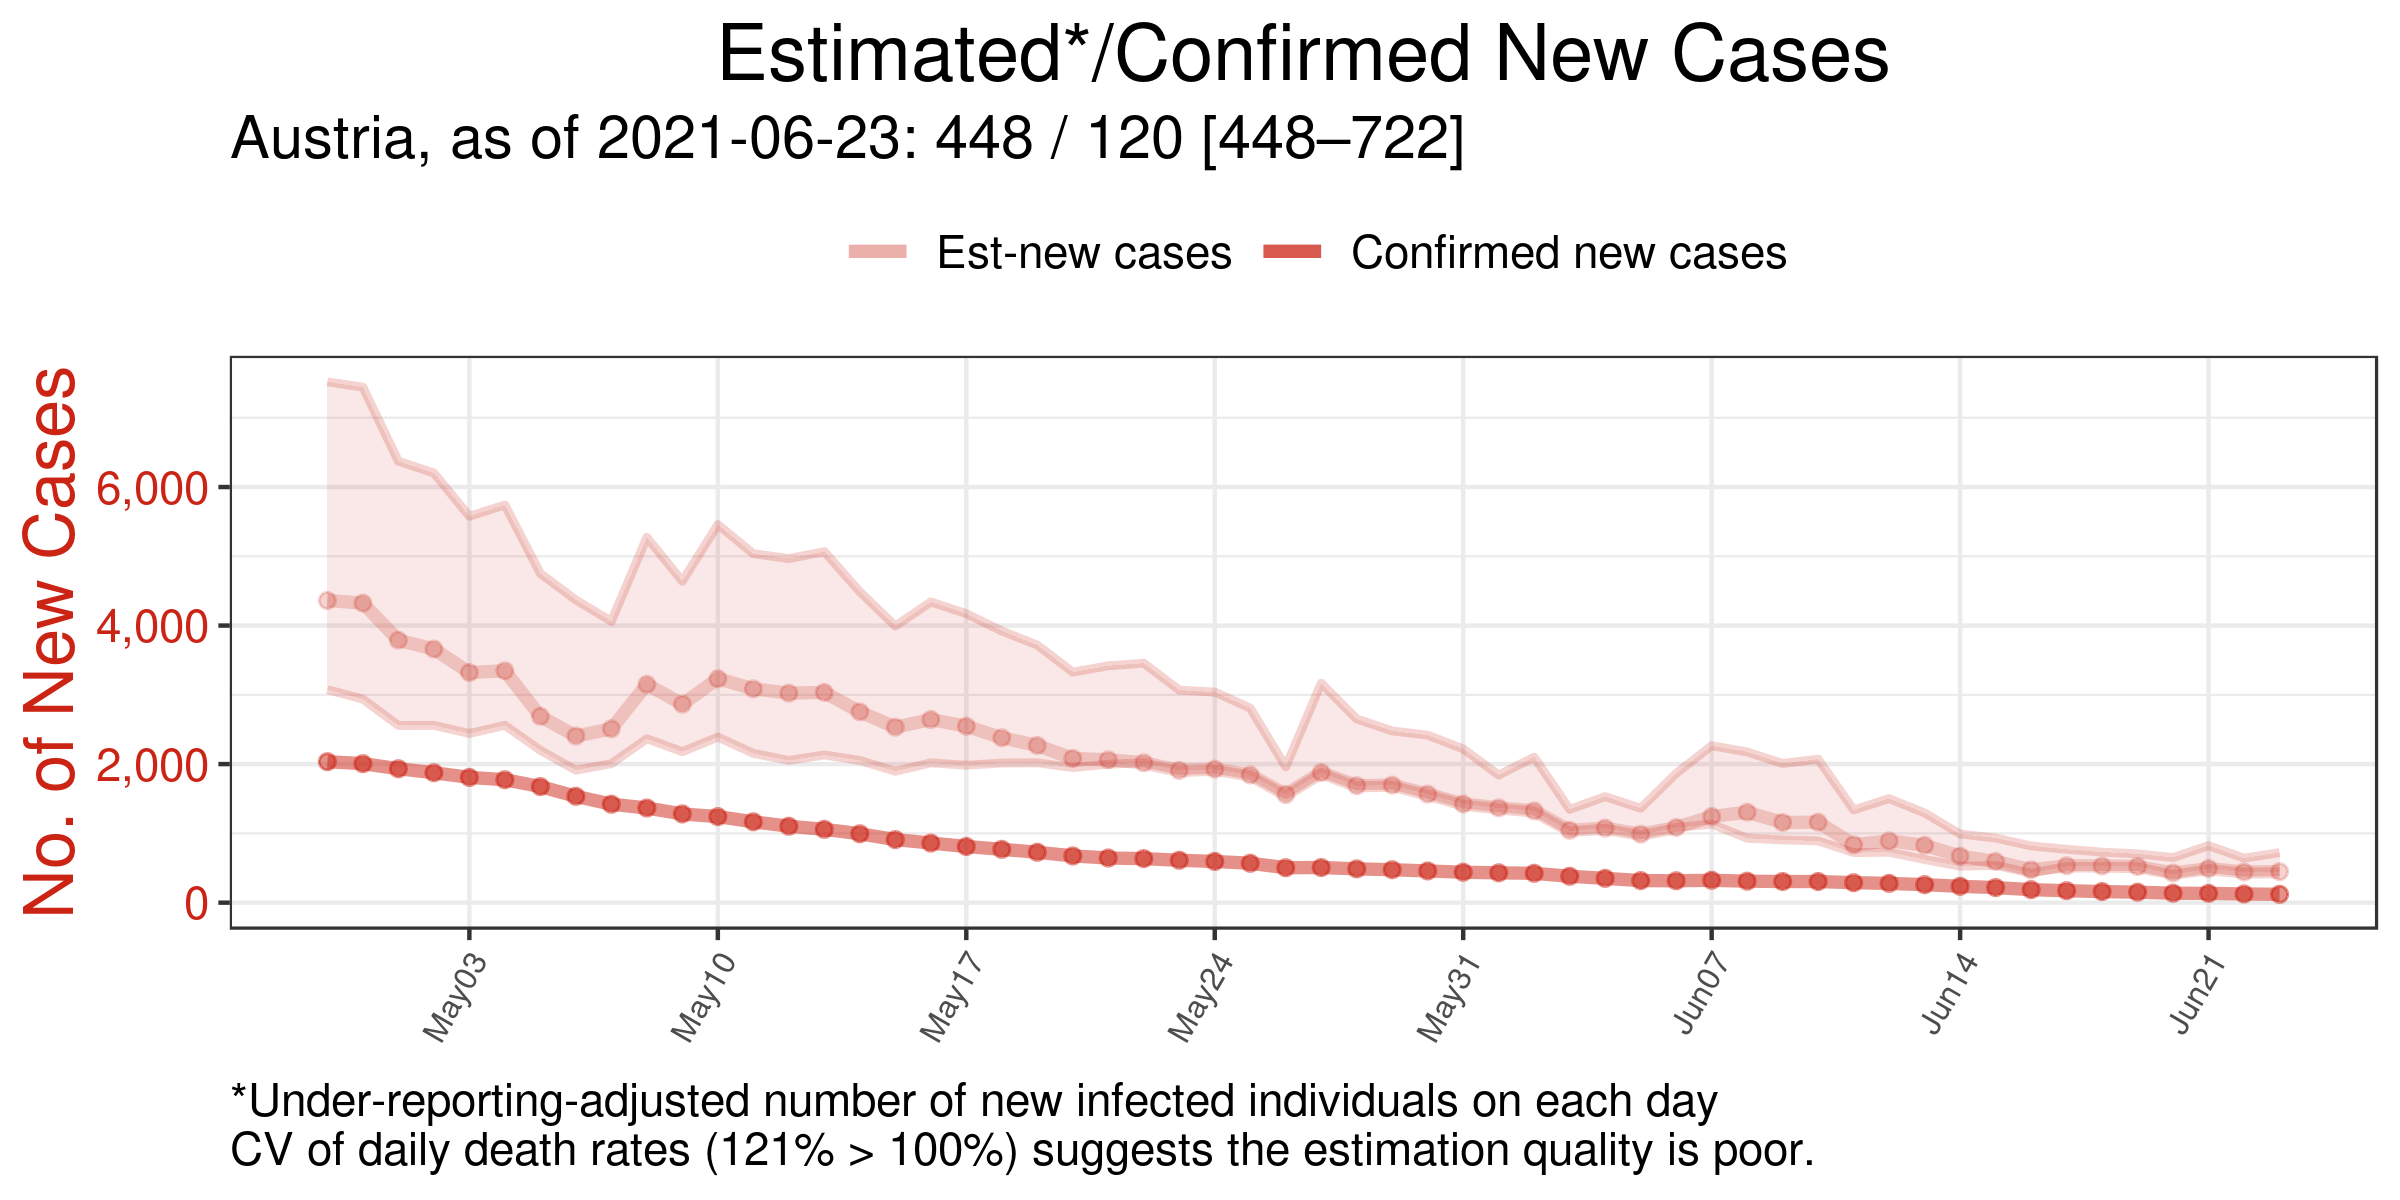 Estimated*/Confirmed New Cases
Austria, as of 2021-06-23: 448 / 120 [448–722]
Est-new cases
Confirmed new cases
No. of New Cases
6,000
4,000
2,000
0
May03
May10
May17
May24
May31
Jun07
Jun14
Jun21
*Under-reporting-adjusted number of new infected individuals on each day
CV of daily death rates (121% > 100%) suggests the estimation quality is poor.